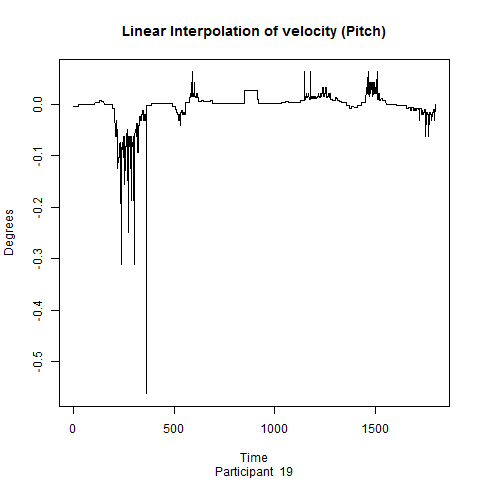 Linear Interpolation of velocity (Pitch)
0.0
-0.1
-0.2
-0.3
-0.4
-0.5
Degrees
0 500 1000 1500
Time
Participant 19